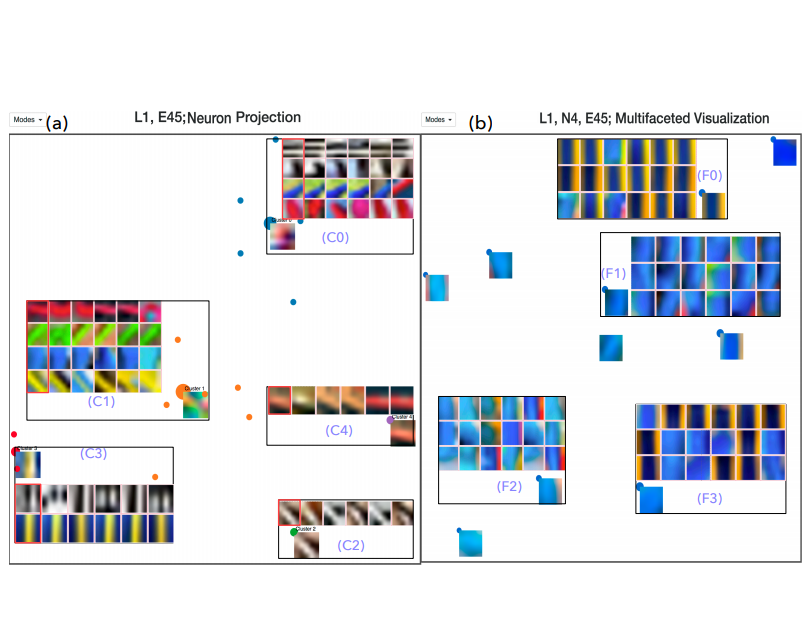 Modes (a) L1, E45;Neuron Projection
Modes (b) L1, N4, E45; Multifaceted Visualization
(F0)
Cluster 0
(C0)
(F1)
Cluster 1
(C1)
Cluster 4
(C4)
(C3)
Cluster 3
(F2)
(F3)
Cluster 2
(C2)